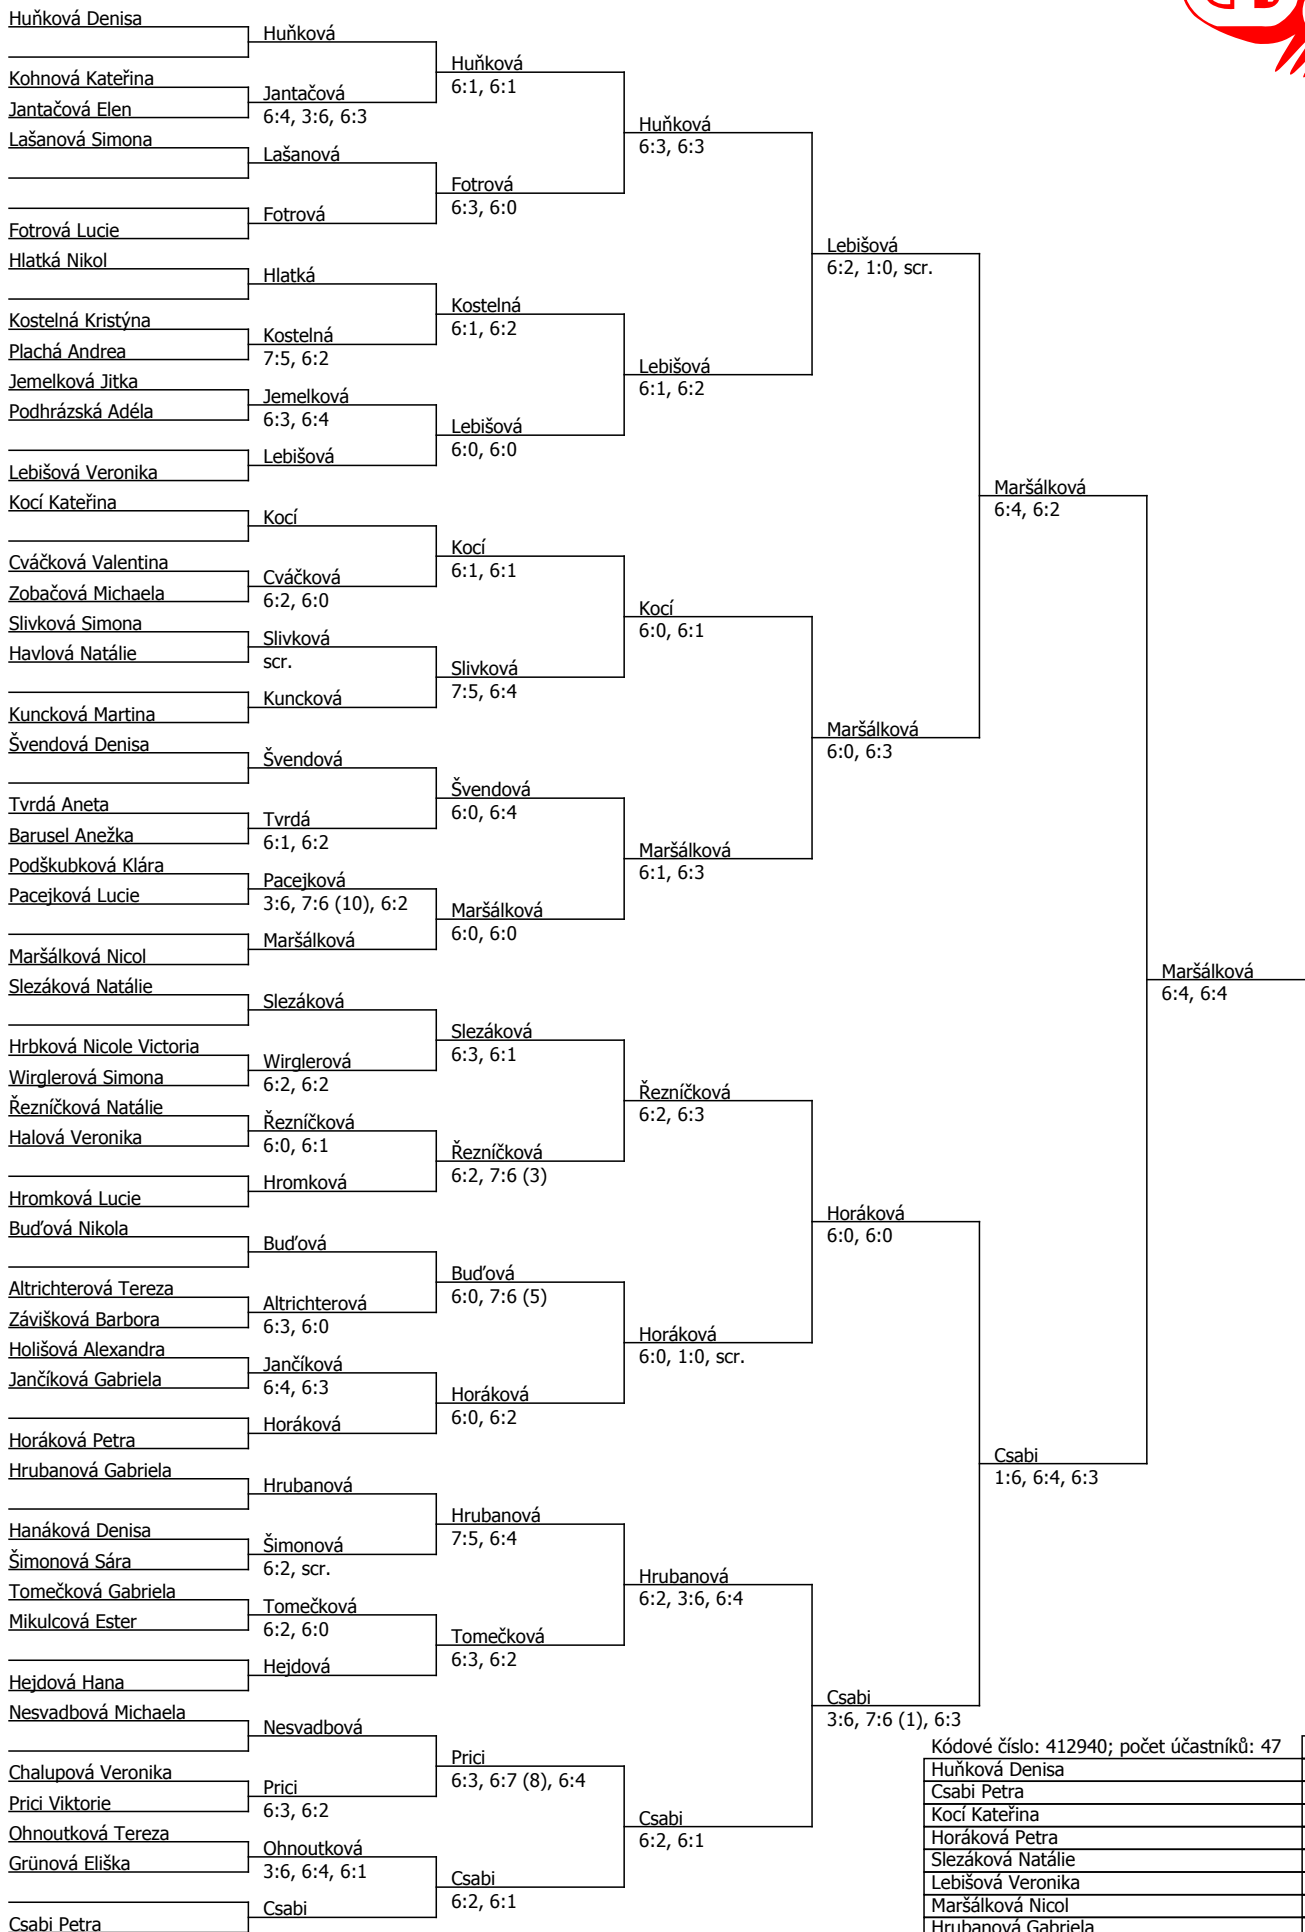 Huňková Denisa
Kohnová Kateřina
Jantačová Elen
Lašanová Simona
Fotrová Lucie
Hlatká Nikol
Kostelná Kristýna
Plachá Andrea
Jemelková Jitka
Podhrázská Adéla
Lebišová Veronika
Kocí Kateřina
Cváčková Valentina
Zobačová Michaela
Slivková Simona
Havlová Natálie
Kuncková Martina
Švendová Denisa
Tvrdá Aneta
Barusel Anežka
Podškubková Klára
Pacejková Lucie
Maršálková Nicol
Slezáková Natálie
Hrbková Nicole Victoria
Wirglerová Simona
Řezníčková Natálie
Halová Veronika
Hromková Lucie
Buďová Nikola
Altrichterová Tereza
Závišková Barbora
Holišová Alexandra
Jančíková Gabriela
Horáková Petra
Hrubanová Gabriela
Hanáková Denisa
Šimonová Sára
Tomečková Gabriela
Mikulcová Ester
Hejdová Hana
Nesvadbová Michaela
Chalupová Veronika
Prici Viktorie
Ohnoutková Tereza
Grünová Eliška
Csabi Petra
Huňková
Jantačová
6:4, 3:6, 6:3
Lašanová
Fotrová
Hlatká
Kostelná
7:5, 6:2
Jemelková
6:3, 6:4
Lebišová
Kocí
Cváčková
6:2, 6:0
Slivková
scr.
Kuncková
Švendová
Tvrdá
6:1, 6:2
Pacejková
3:6, 7:6 (10), 6:2
Maršálková
Slezáková
Wirglerová
6:2, 6:2
Řezníčková
6:0, 6:1
Hromková
Buďová
Altrichterová
6:3, 6:0
Jančíková
6:4, 6:3
Horáková
Hrubanová
Šimonová
6:2, scr.
Tomečková
6:2, 6:0
Hejdová
Nesvadbová
Prici
6:3, 6:2
Ohnoutková
3:6, 6:4, 6:1
Csabi
Huňková
6:1, 6:1
Fotrová
6:3, 6:0
Kostelná
6:1, 6:2
Lebišová
6:0, 6:0
Kocí
6:1, 6:1
Slivková
7:5, 6:4
Švendová
6:0, 6:4
Maršálková
6:0, 6:0
Slezáková
6:3, 6:1
Řezníčková
6:2, 7:6 (3)
Buďová
6:0, 7:6 (5)
Horáková
6:0, 6:2
Hrubanová
7:5, 6:4
Tomečková
6:3, 6:2
Prici
6:3, 6:7 (8), 6:4
Csabi
6:2, 6:1
Huňková
6:3, 6:3
Lebišová
6:1, 6:2
Kocí
6:0, 6:1
Maršálková
6:1, 6:3
Řezníčková
6:2, 6:3
Horáková
6:0, 1:0, scr.
Hrubanová
6:2, 3:6, 6:4
Csabi
6:2, 6:1
Lebišová
6:2, 1:0, scr.
Maršálková
6:0, 6:3
Horáková
6:0, 6:0
Csabi
3:6, 7:6 (1), 6:3
Maršálková
6:4, 6:2
Csabi
1:6, 6:4, 6:3
Maršálková
6:4, 6:4
Kódové číslo: 412940; počet účastníků: 47
Huňková Denisa
Csabi Petra
Kocí Kateřina
Horáková Petra
Slezáková Natálie
Lebišová Veronika
Maršálková Nicol
Hrubanová Gabriela